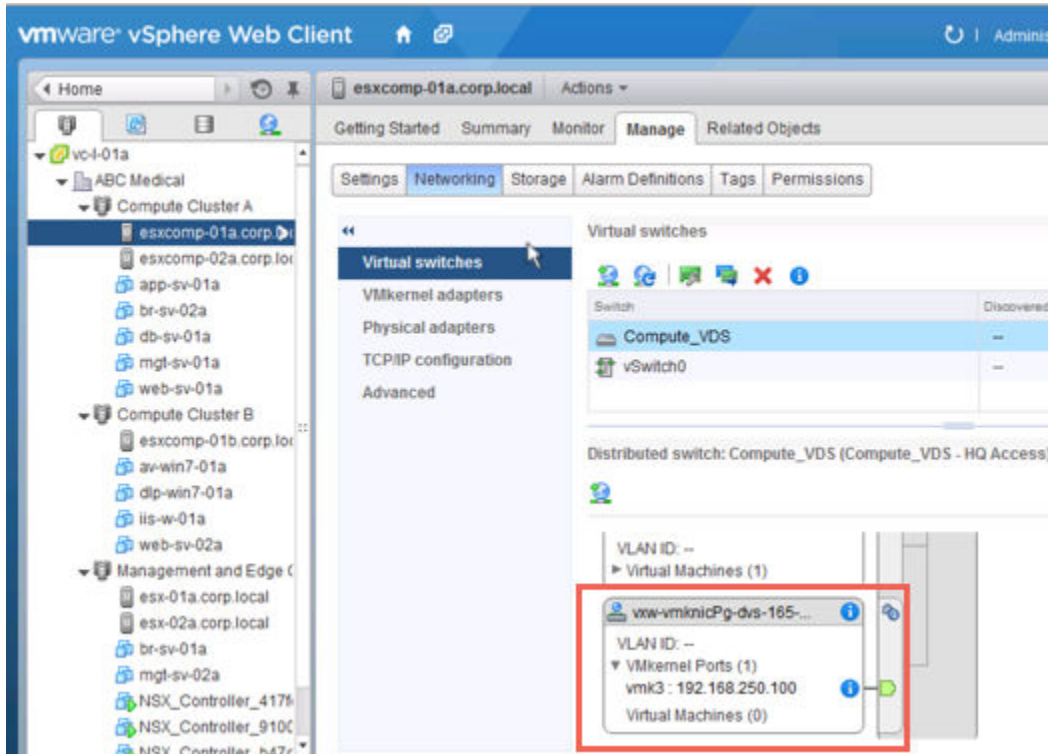 vmware® vSphere Web Client
Adminis
Home
esxcomp-01a.corp.local Actions
Getting Started Summary Monitor Manage Related Objects
Settings Networking Storage Alarm Definitions Tags Permissions
vc-l-01a
ABC Medical
Compute Cluster A
esxcomp-01a.corp.
esxcomp-02a.corp.loc
app-sv-01a
br-sv-02a
db-sv-01a
mgt-sv-01a
web-sv-01a
Compute Cluster B
esxcomp-01b.corp.loc
av-win7-01a
dlp-win7-01a
iis-w-01a
web-sv-02a
Management and Edge C
esx-01a.corp.local
esx-02a.corp.local
br-sv-01a
mgt-sv-02a
NSX_Controller_417f
NSX_Controller_910C
NSX_Controller_b47c
Virtual switches
VMkernel adapters
Physical adapters
TCP/IP configuration
Advanced
Virtual switches
Switch Discovered
Compute_VDS --
vSwitch0 --
Distributed switch: Compute_VDS (Compute_VDS - HQ Access)
VLAN ID: --
Virtual Machines (1)
vxw-vmknicPg-dvs-165-...
VLAN ID: --
VMkernel Ports (1)
vmk3 : 192.168.250.100
Virtual Machines (0)